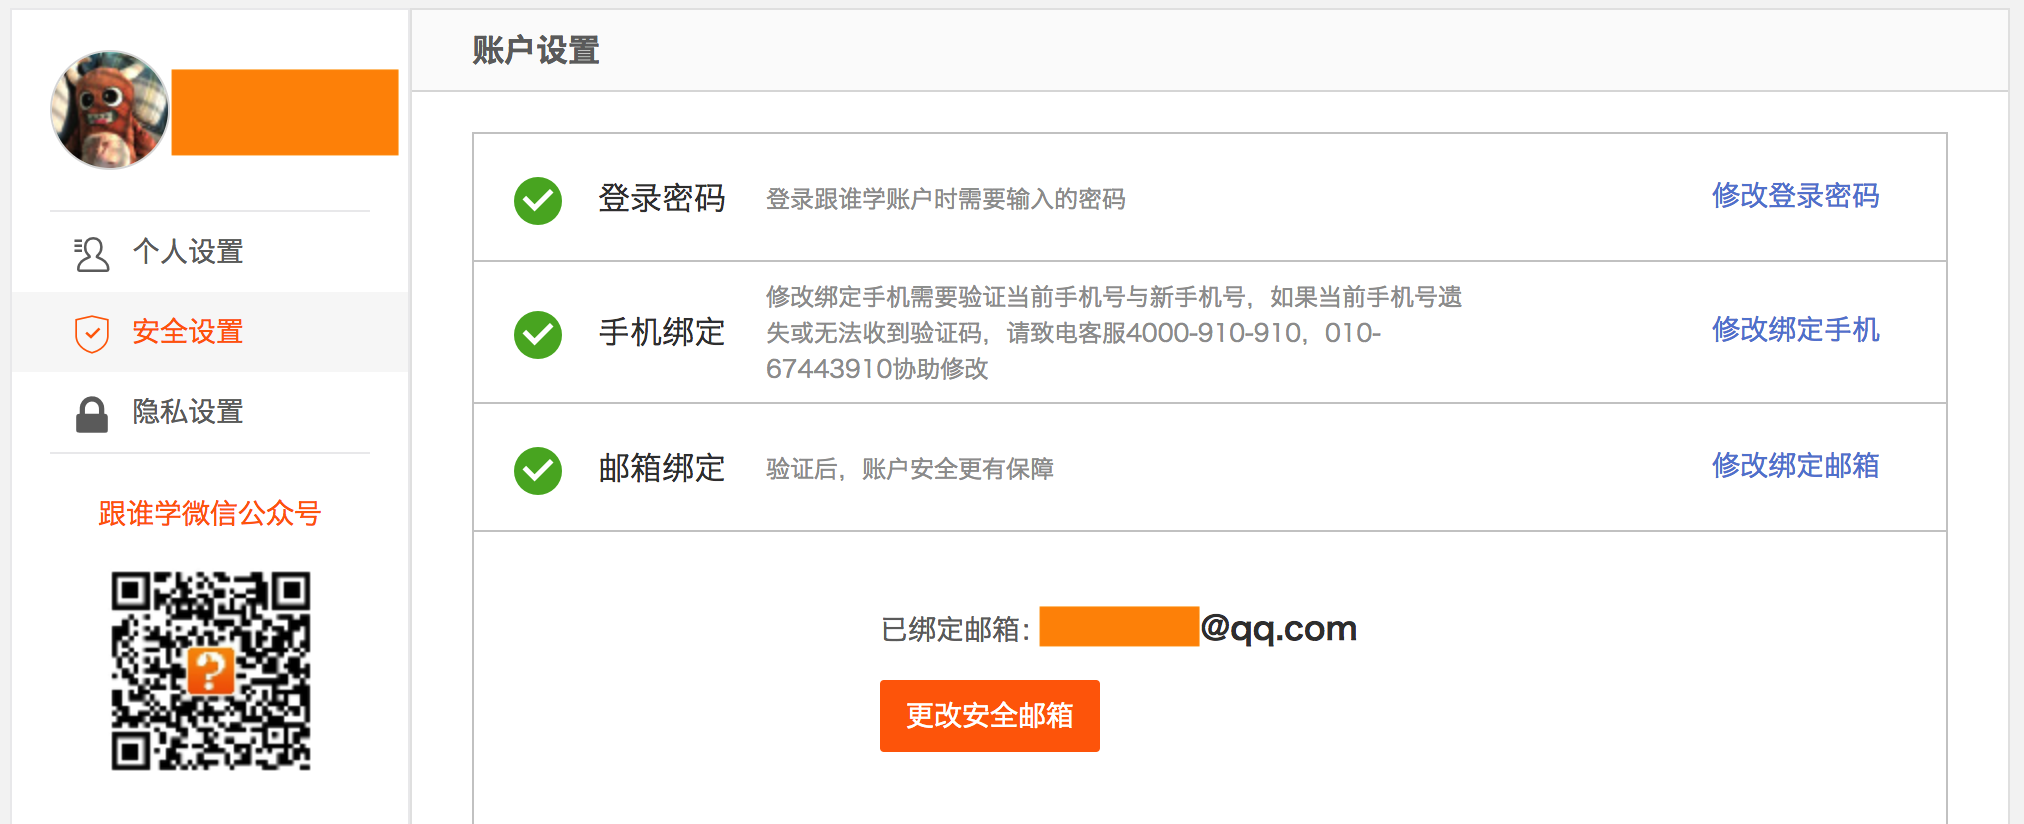 账户设置
个人设置
安全设置
隐私设置
跟谁学微信公众号
登录密码
登录跟谁学账户时需要输入的密码
修改登录密码
手机绑定
修改绑定手机需要验证当前手机号与新手机号，如果当前手机号遗
失或无法收到验证码，请致电客服4000-910-910，010-
67443910协助修改
修改绑定手机
邮箱绑定
验证后，账户安全更有保障
修改绑定邮箱
已绑定邮箱：@qq.com
更改安全邮箱